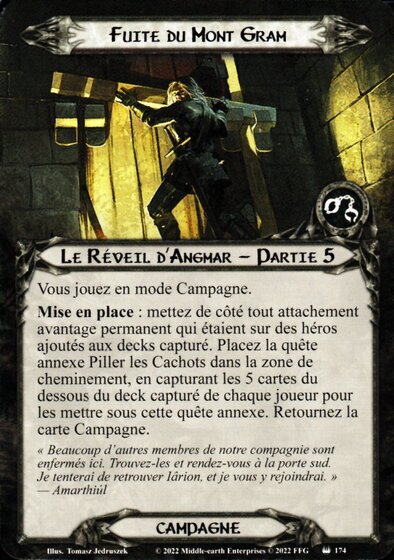 Fuite du Mont Gram
Le Réveil d'Angmar – Partie 5
Vous jouez en mode Campagne.
Mise en place : mettez de côté tout attachement
avantage permanent qui étaient sur des héros
ajoutés aux decks capturé. Placez la quête
annexe Piller les Cachots dans la zone de
cheminement, en capturant les 5 cartes du
dessous du deck capturé de chaque joueur pour
les mettre sous cette quête annexe. Retournez la
carte Campagne.
« Beaucoup d'autres membres de notre compagnie sont
enfermés ici. Trouvez-les et rendez-vous à la porte sud.
Je tenterai de retrouver Iârion, et je vous y rejoindrai. »
— Amarthiúl
Campagne
Illus. Tomasz Jedruszek © 2022 Middle-earth Enterprises © 2022 FFG 174